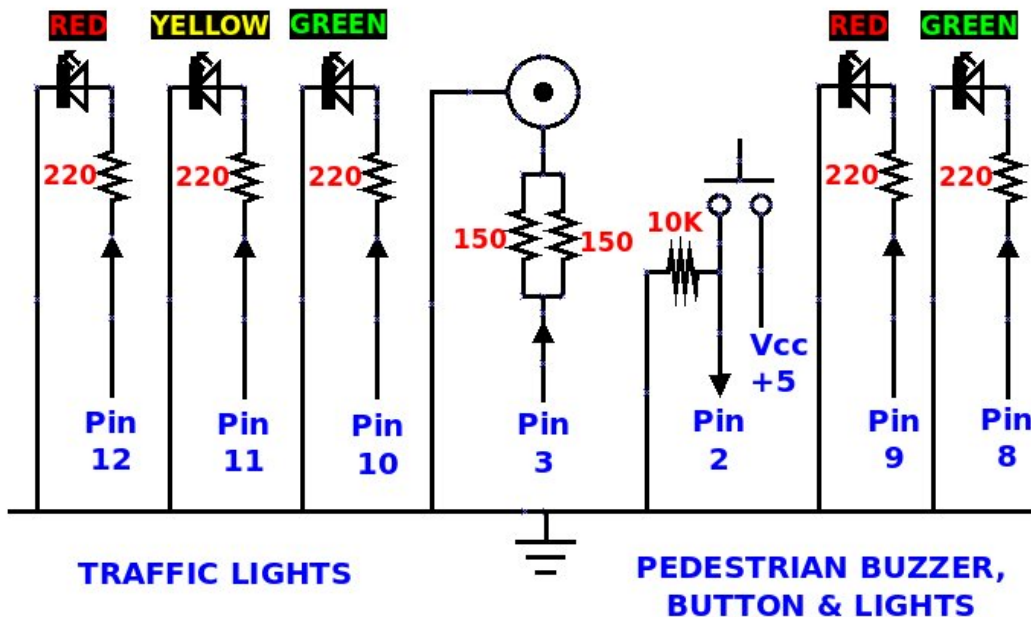 RED
YELLOW
GREEN
RED
GREEN
220
220
220
220
220
150
150
10K
Vcc
+5
Pin
12
Pin
11
Pin
10
Pin
3
Pin
2
Pin
9
Pin
8
TRAFFIC LIGHTS
PEDESTRIAN BUZZER,
BUTTON & LIGHTS